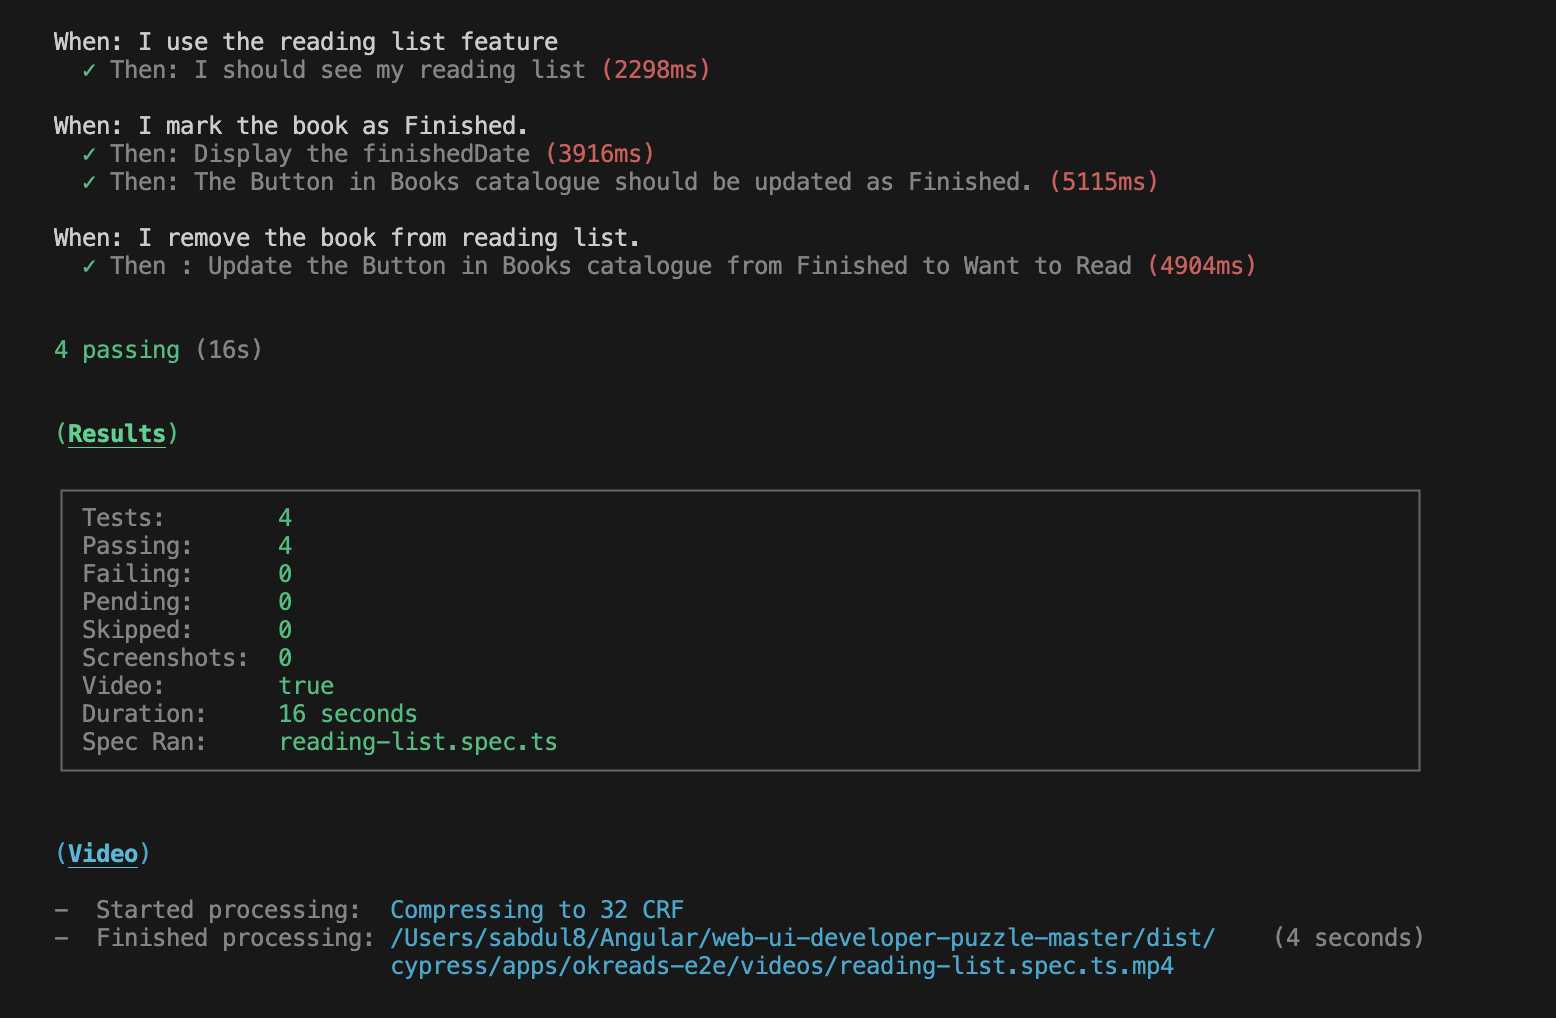 When: I use the reading list feature
✓ Then: I should see my reading list (2298ms)
When: I mark the book as Finished.
✓ Then: Display the finishedDate (3916ms)
✓ Then: The Button in Books catalogue should be updated as Finished. (5115ms)
When: I remove the book from reading list.
✓ Then : Update the Button in Books catalogue from Finished to Want to Read (4904ms)
4 passing (16s)
(Results)
Tests: 4
Passing: 4
Failing: 0
Pending: 0
Skipped: 0
Screenshots: 0
Video: true
Duration: 16 seconds
Spec Ran: reading-list.spec.ts
(Video)
- Started processing: Compressing to 32 CRF
- Finished processing: /Users/sabdul8/Angular/web-ui-developer-puzzle-master/dist/ (4 seconds)
cypress/apps/okreads-e2e/videos/reading-list.spec.ts.mp4